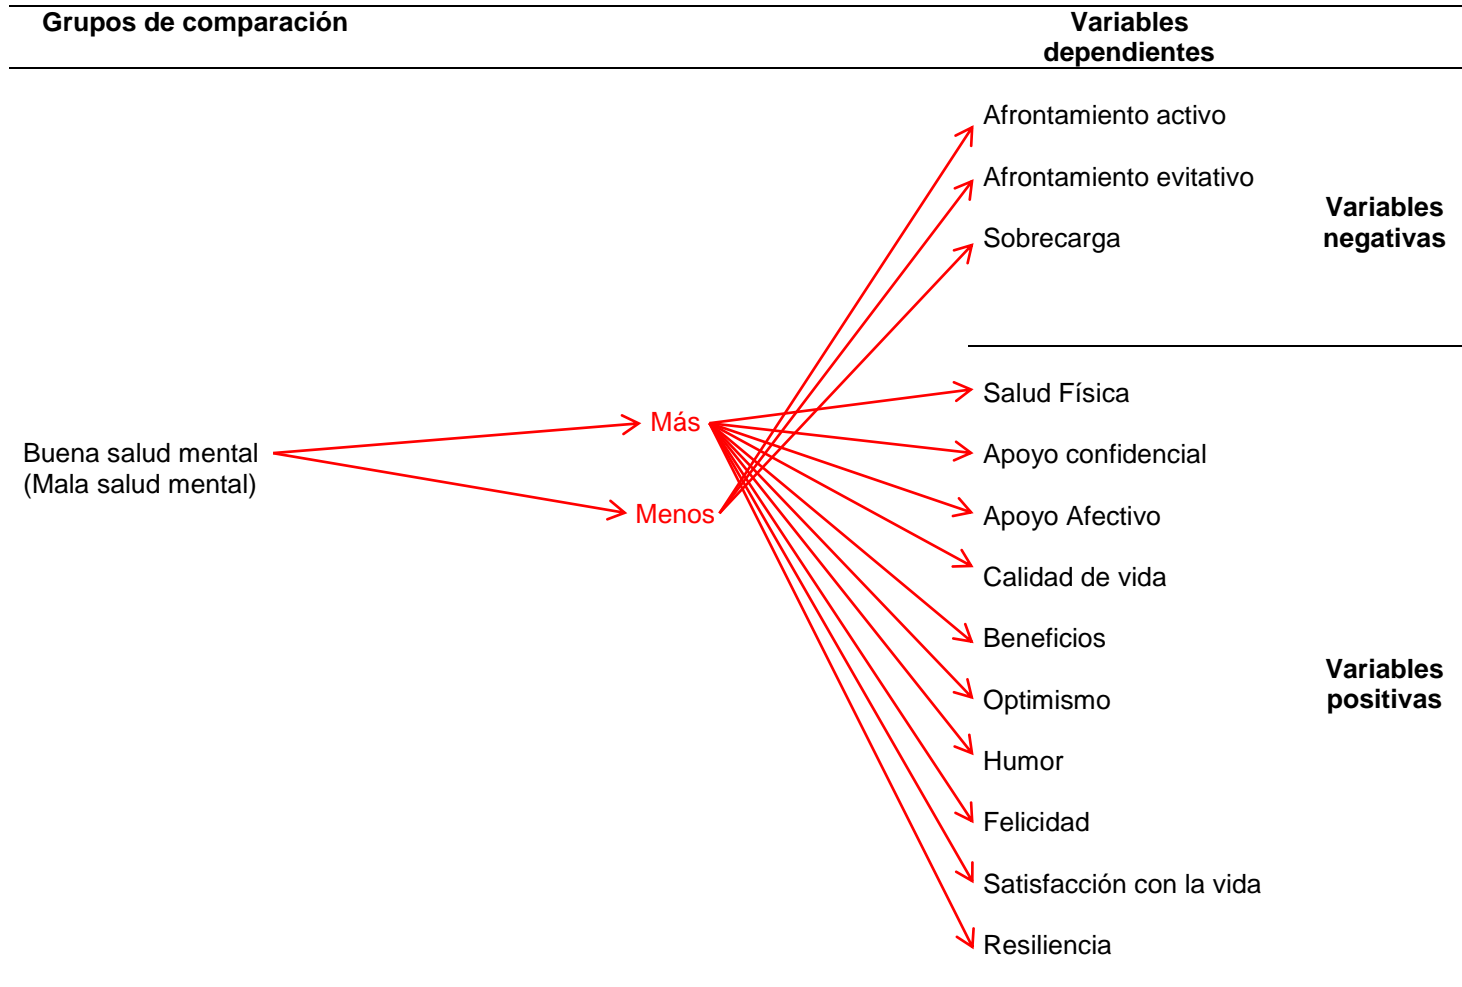 Grupos de comparación
Variables
dependientes
Afrontamiento activo
Afrontamiento evitativo
Sobrecarga
Variables
negativas
Buena salud mental
(Mala salud mental)
Más
Menos
Salud Física
Apoyo confidencial
Apoyo Afectivo
Calidad de vida
Beneficios
Optimismo
Humor
Felicidad
Satisfacción con la vida
Resiliencia
Variables
positivas